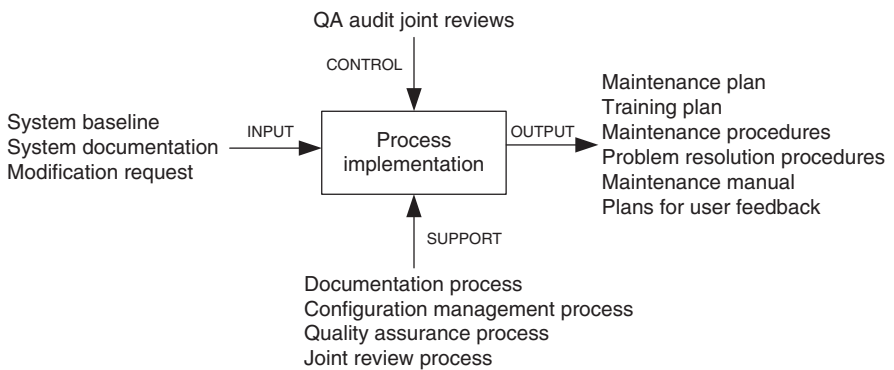 QA audit joint reviews
CONTROL
System baseline
System documentation
Modification request
INPUT
Process
implementation
OUTPUT
Maintenance plan
Training plan
Maintenance procedures
Problem resolution procedures
Maintenance manual
Plans for user feedback
SUPPORT
Documentation process
Configuration management process
Quality assurance process
Joint review process